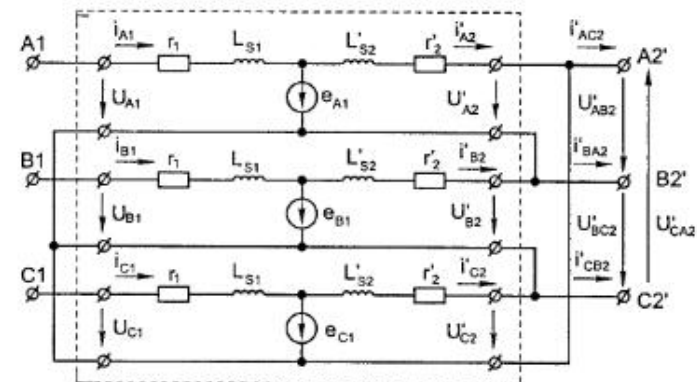 i_A1 r_1 L_S1 L'_S2 r'_2 i'_A2 i'_AC2
A1 A2'
U_A1 e_A1 U'_A2 U'_AB2
i_B1 r_1 L_S1 L'_S2 r'_2 i'_B2 i'_BA2
B1 B2'
U_B1 e_B1 U'_B2 U'_BC2 U'_CA2
i_C1 r_1 L_S1 L'_S2 r'_2 i'_C2 i'_CB2
C1 C2'
U_C1 e_C1 U'_C2